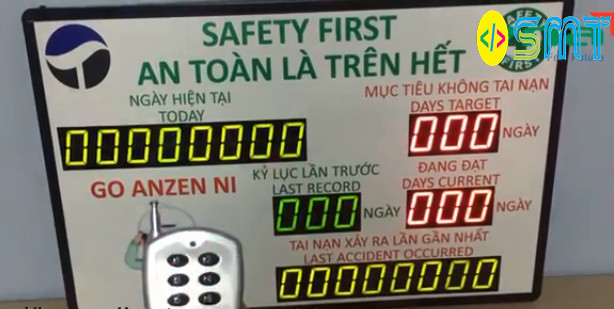 SAFETY FIRST
AN TOÀN LÀ TRÊN HẾT
SAFETY
FIRST
SMT
NGÀY HIỆN TẠI
TODAY
00000000
MỤC TIÊU KHÔNG TAI NẠN
DAYS TARGET
000 NGÀY
GO ANZEN NI
KỶ LỤC LẦN TRƯỚC
LAST RECORD
000 NGÀY
ĐANG ĐẠT
DAYS CURRENT
000 NGÀY
TAI NẠN XẢY RA LẦN GẦN NHẤT
LAST ACCIDENT OCCURRED
00000000